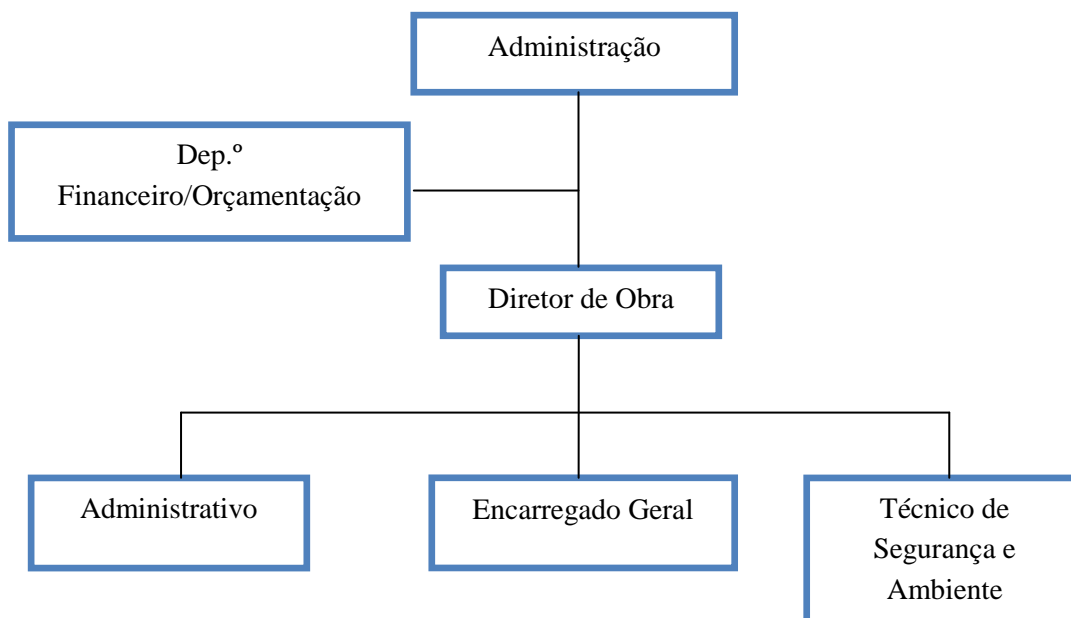 Administração
Dep.º
Financeiro/Orçamentação
Diretor de Obra
Administrativo
Encarregado Geral
Técnico de
Segurança e
Ambiente